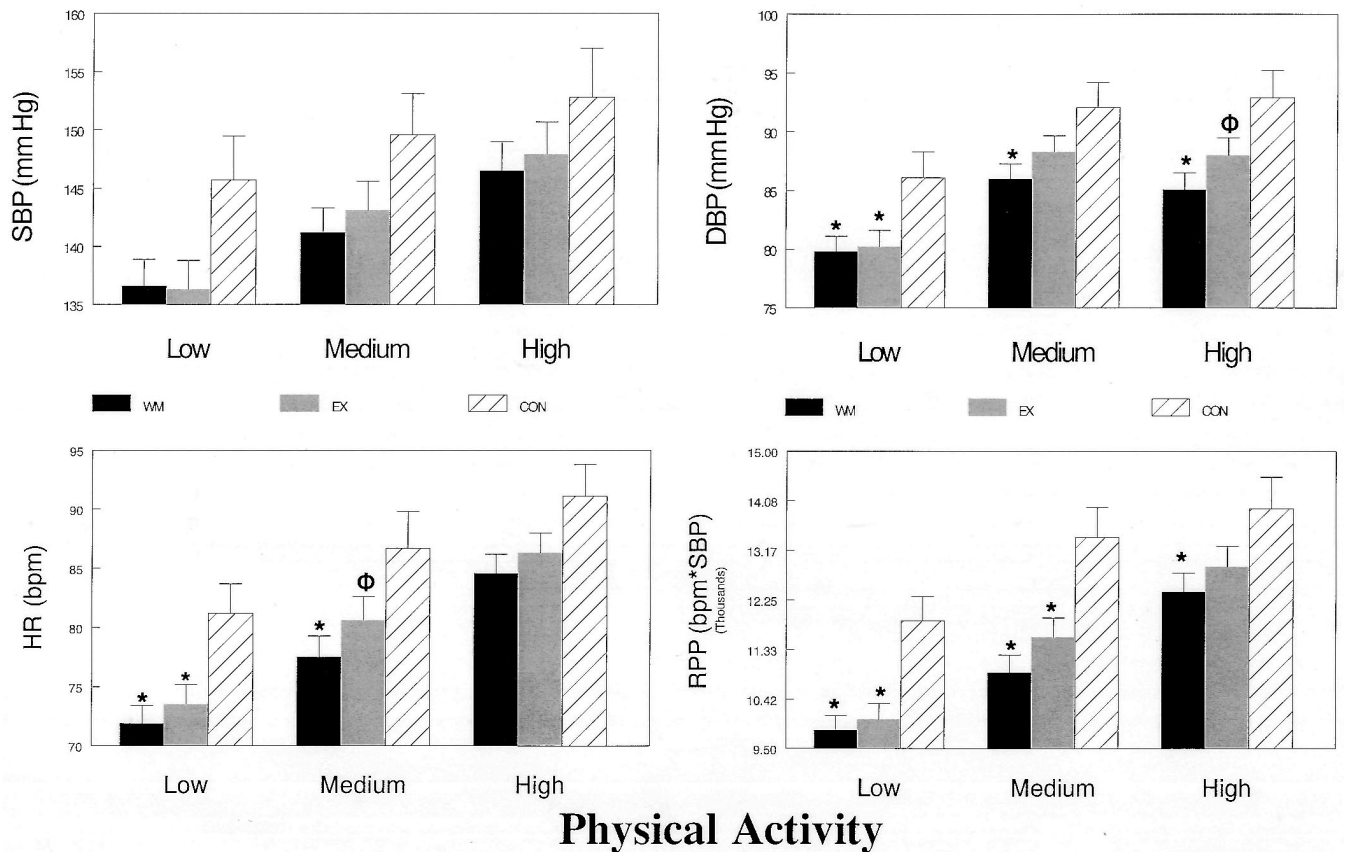 SBP (mm Hg)
160
155
150
145
140
135
Low Medium High
DBP (mm Hg)
100
95
90
85
80
75
* * * * Φ
Low Medium High
WM EX CON
WM EX CON
HR (bpm)
95
90
85
80
75
70
* * * Φ
Low Medium High
RPP (bpm*SBP)
(Thousands)
15.00
14.08
13.17
12.25
11.33
10.42
9.50
* * * * *
Low Medium High
Physical Activity